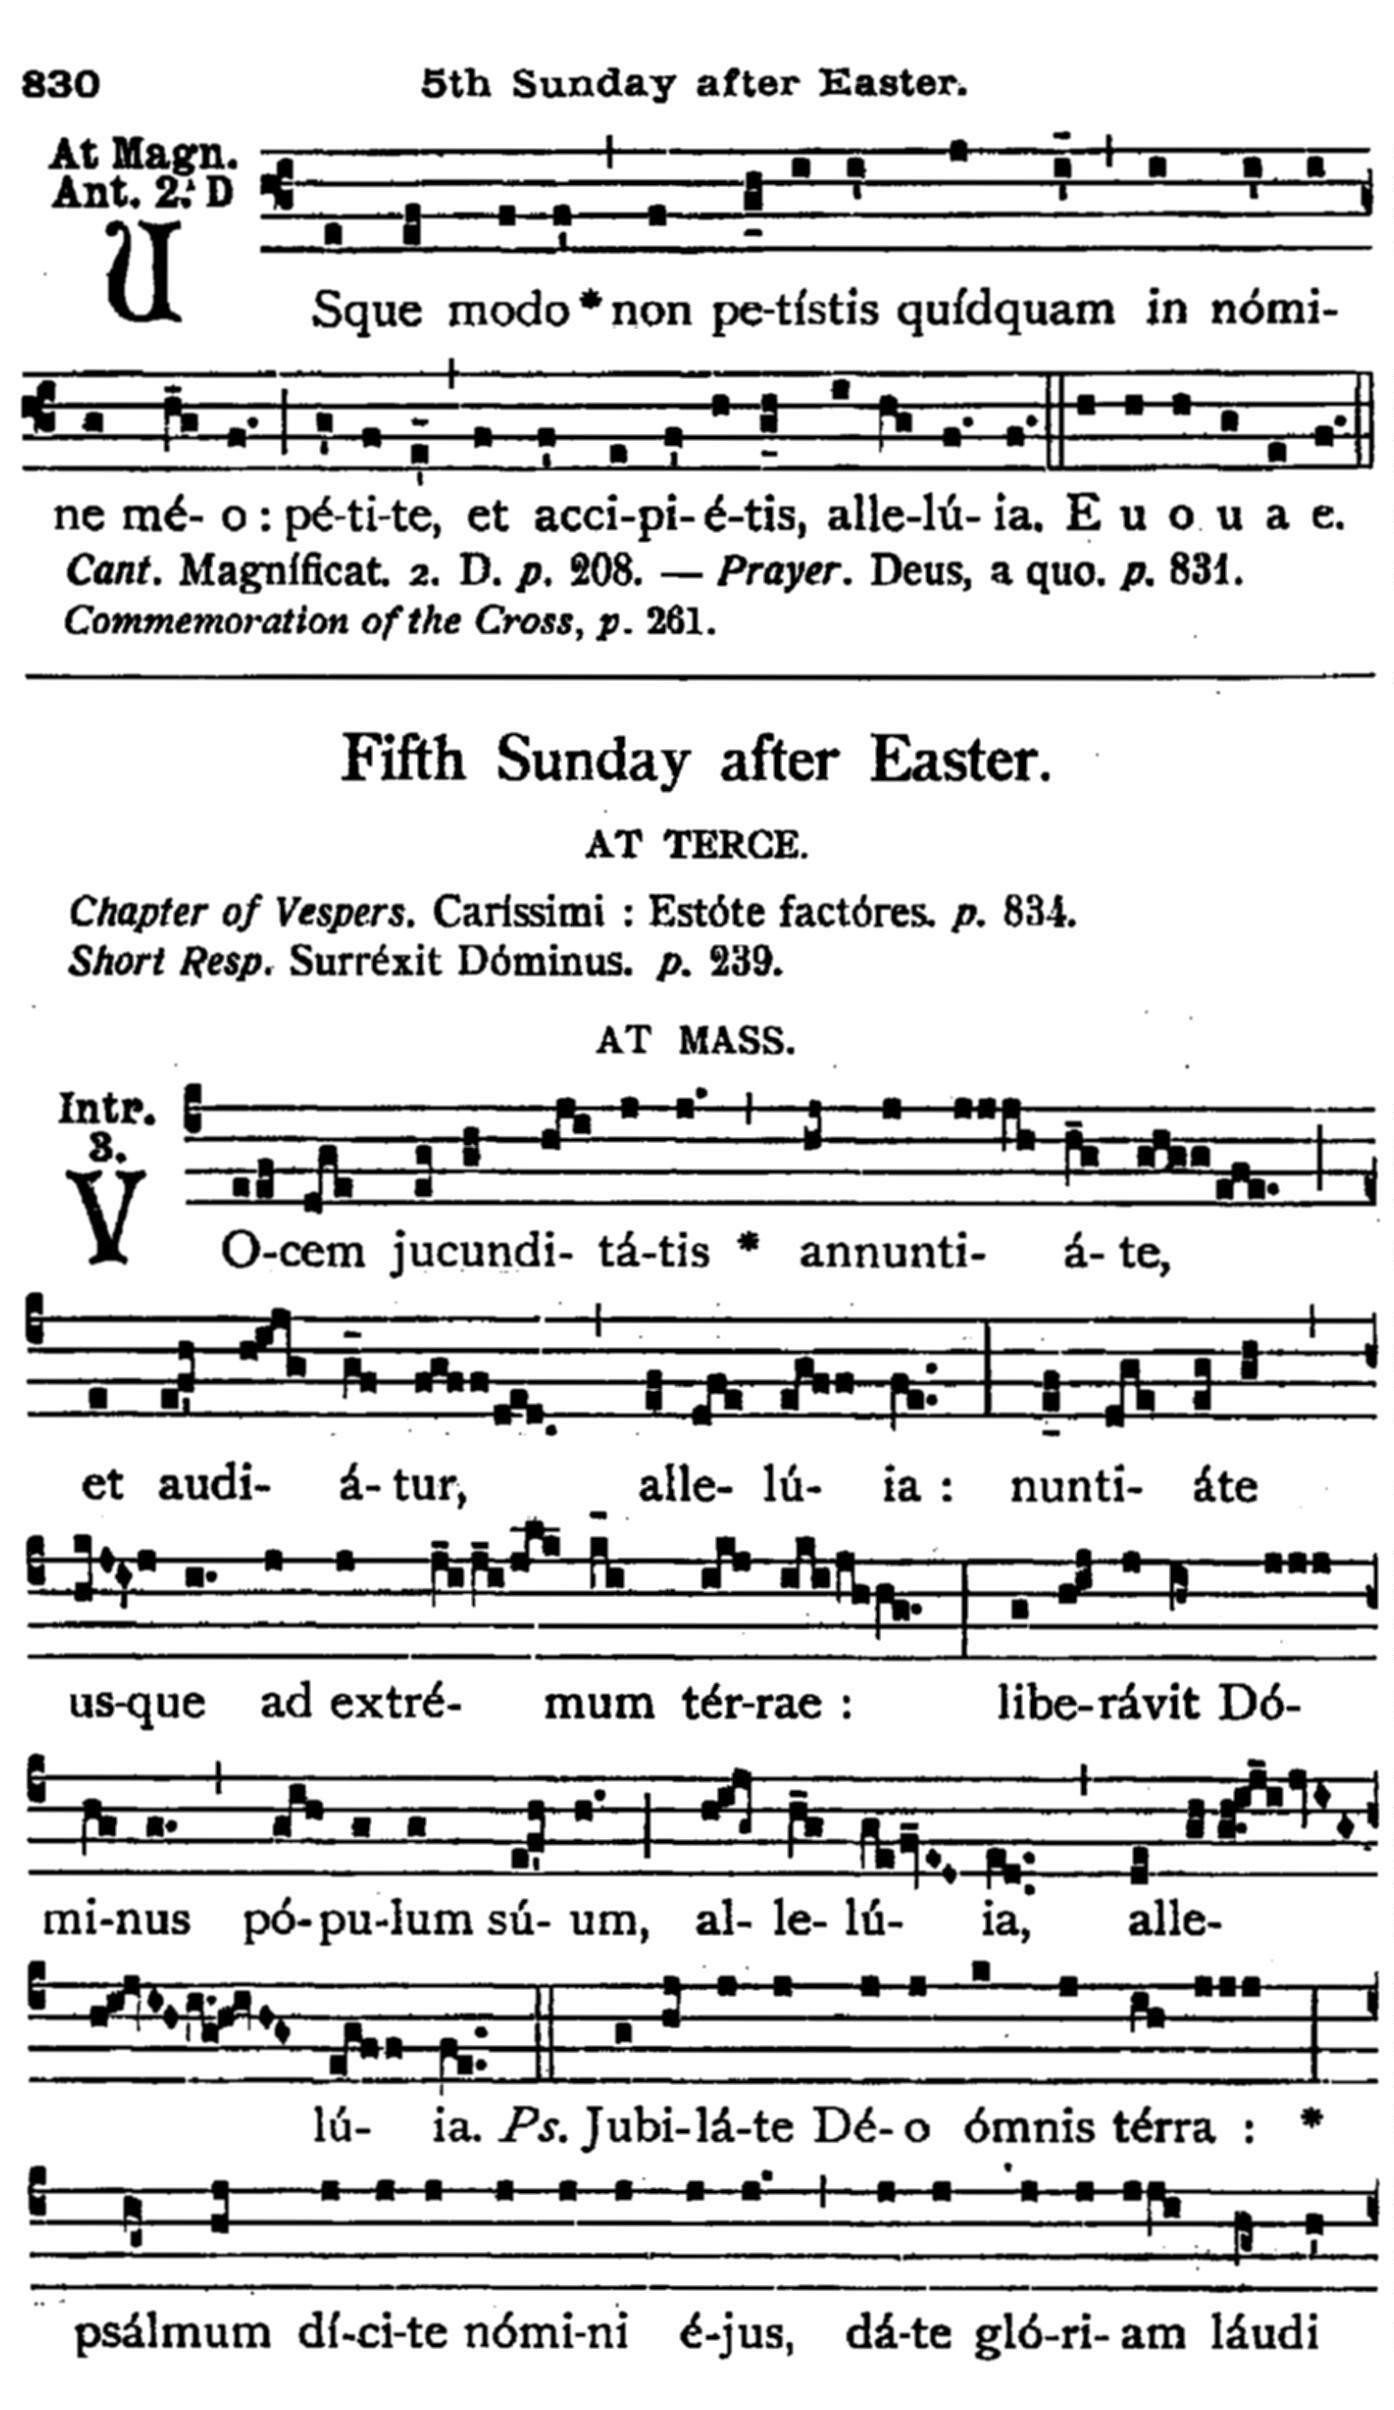 830 5th Sunday after Easter.
At Magn.
Ant. 2. D
USque modo * non pe-tístis quídquam in nómi-
ne mé- o : pé-ti-te, et acci-pi- é-tis, alle-lú- ia. E u o u a e.
Cant. Magníficat. 2. D. p. 208. — Prayer. Deus, a quo. p. 831.
Commemoration of the Cross, p. 261.
Fifth Sunday after Easter.
AT TERCE.
Chapter of Vespers. Caríssimi : Estóte factóres. p. 834.
Short Resp. Surréxit Dóminus. p. 239.
AT MASS.
Intr.
3.
VO-cem jucundi- tá-tis * annunti- á- te,
et audi- á- tur, alle- lú- ia : nunti- áte
us-que ad extré- mum tér-rae : libe-rávit Dó-
mi-nus pó-pu-lum sú- um, al- le- lú- ia, alle-
lú- ia. Ps. Jubi-lá-te Dé- o ómnis térra : *
psálmum dí-ci-te nómi-ni é-jus, dá-te gló-ri- am láudi